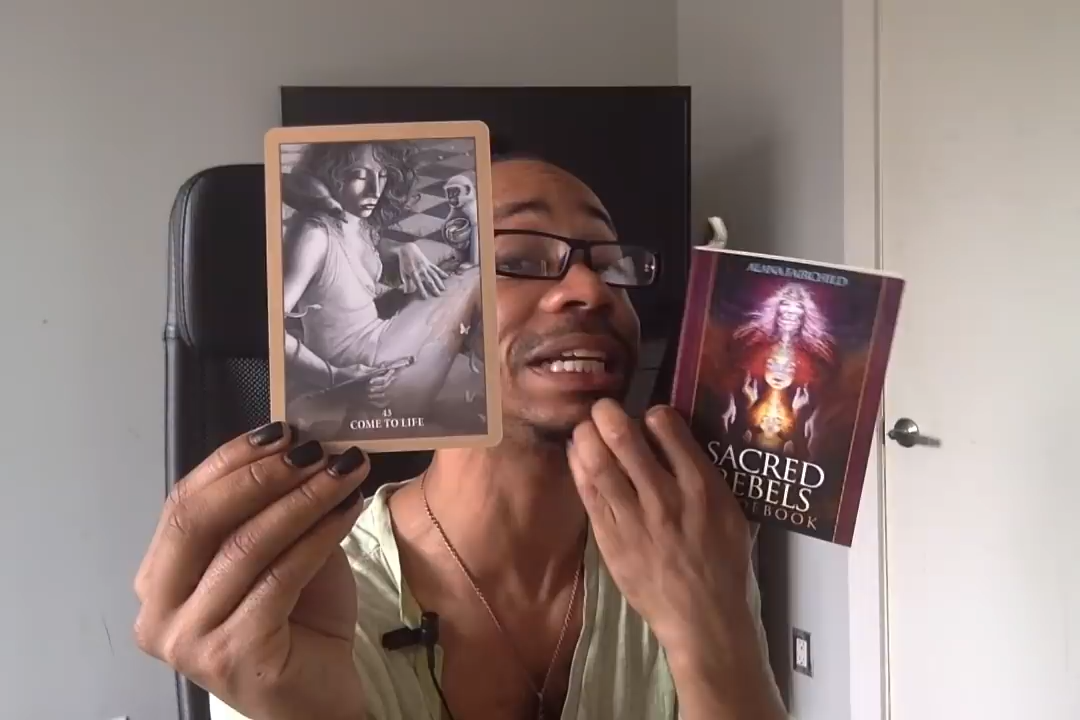 43
COME TO LIFE
ALANA FAIRCHILD
SACRED
REBELS